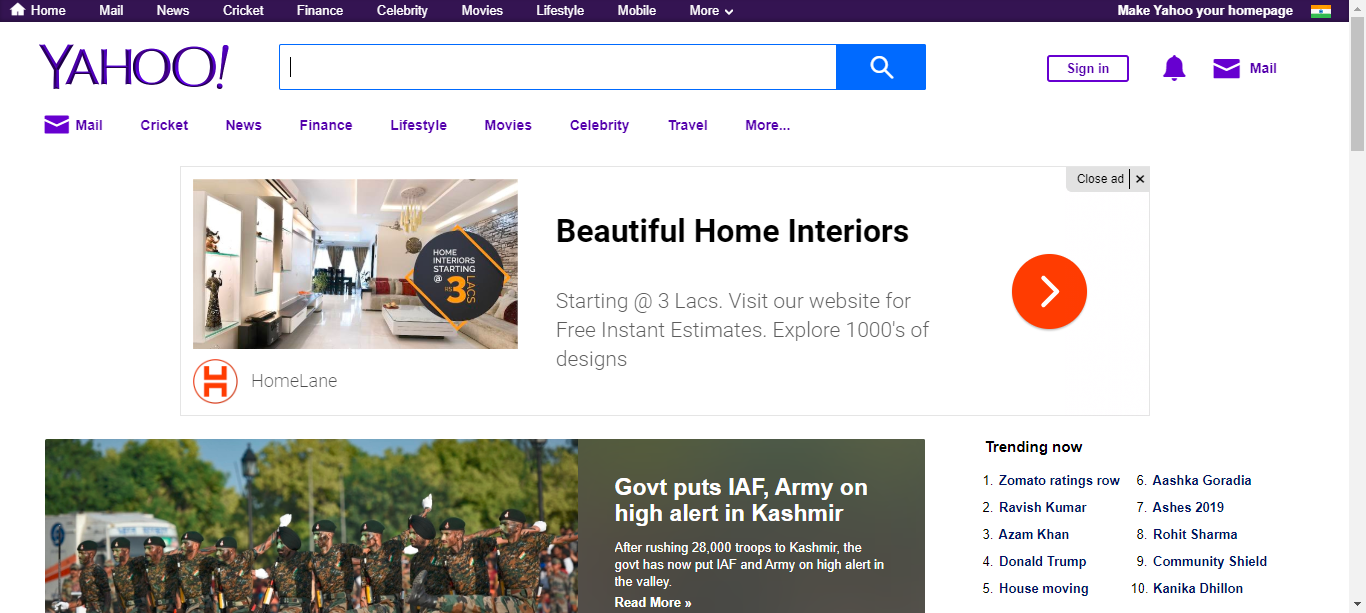 Home Mail News Cricket Finance Celebrity Movies Lifestyle Mobile More Make Yahoo your homepage
YAHOO!
Sign in Mail
Mail Cricket News Finance Lifestyle Movies Celebrity Travel More...
Close ad
HOME
INTERIORS
STARTING
@ RS 3 LACS
Beautiful Home Interiors
Starting @ 3 Lacs. Visit our website for
Free Instant Estimates. Explore 1000's of
designs
HomeLane
Govt puts IAF, Army on
high alert in Kashmir
After rushing 28,000 troops to Kashmir, the
govt has now put IAF and Army on high alert in
the valley.
Read More »
Trending now
1. Zomato ratings row
2. Ravish Kumar
3. Azam Khan
4. Donald Trump
5. House moving
6. Aashka Goradia
7. Ashes 2019
8. Rohit Sharma
9. Community Shield
10. Kanika Dhillon